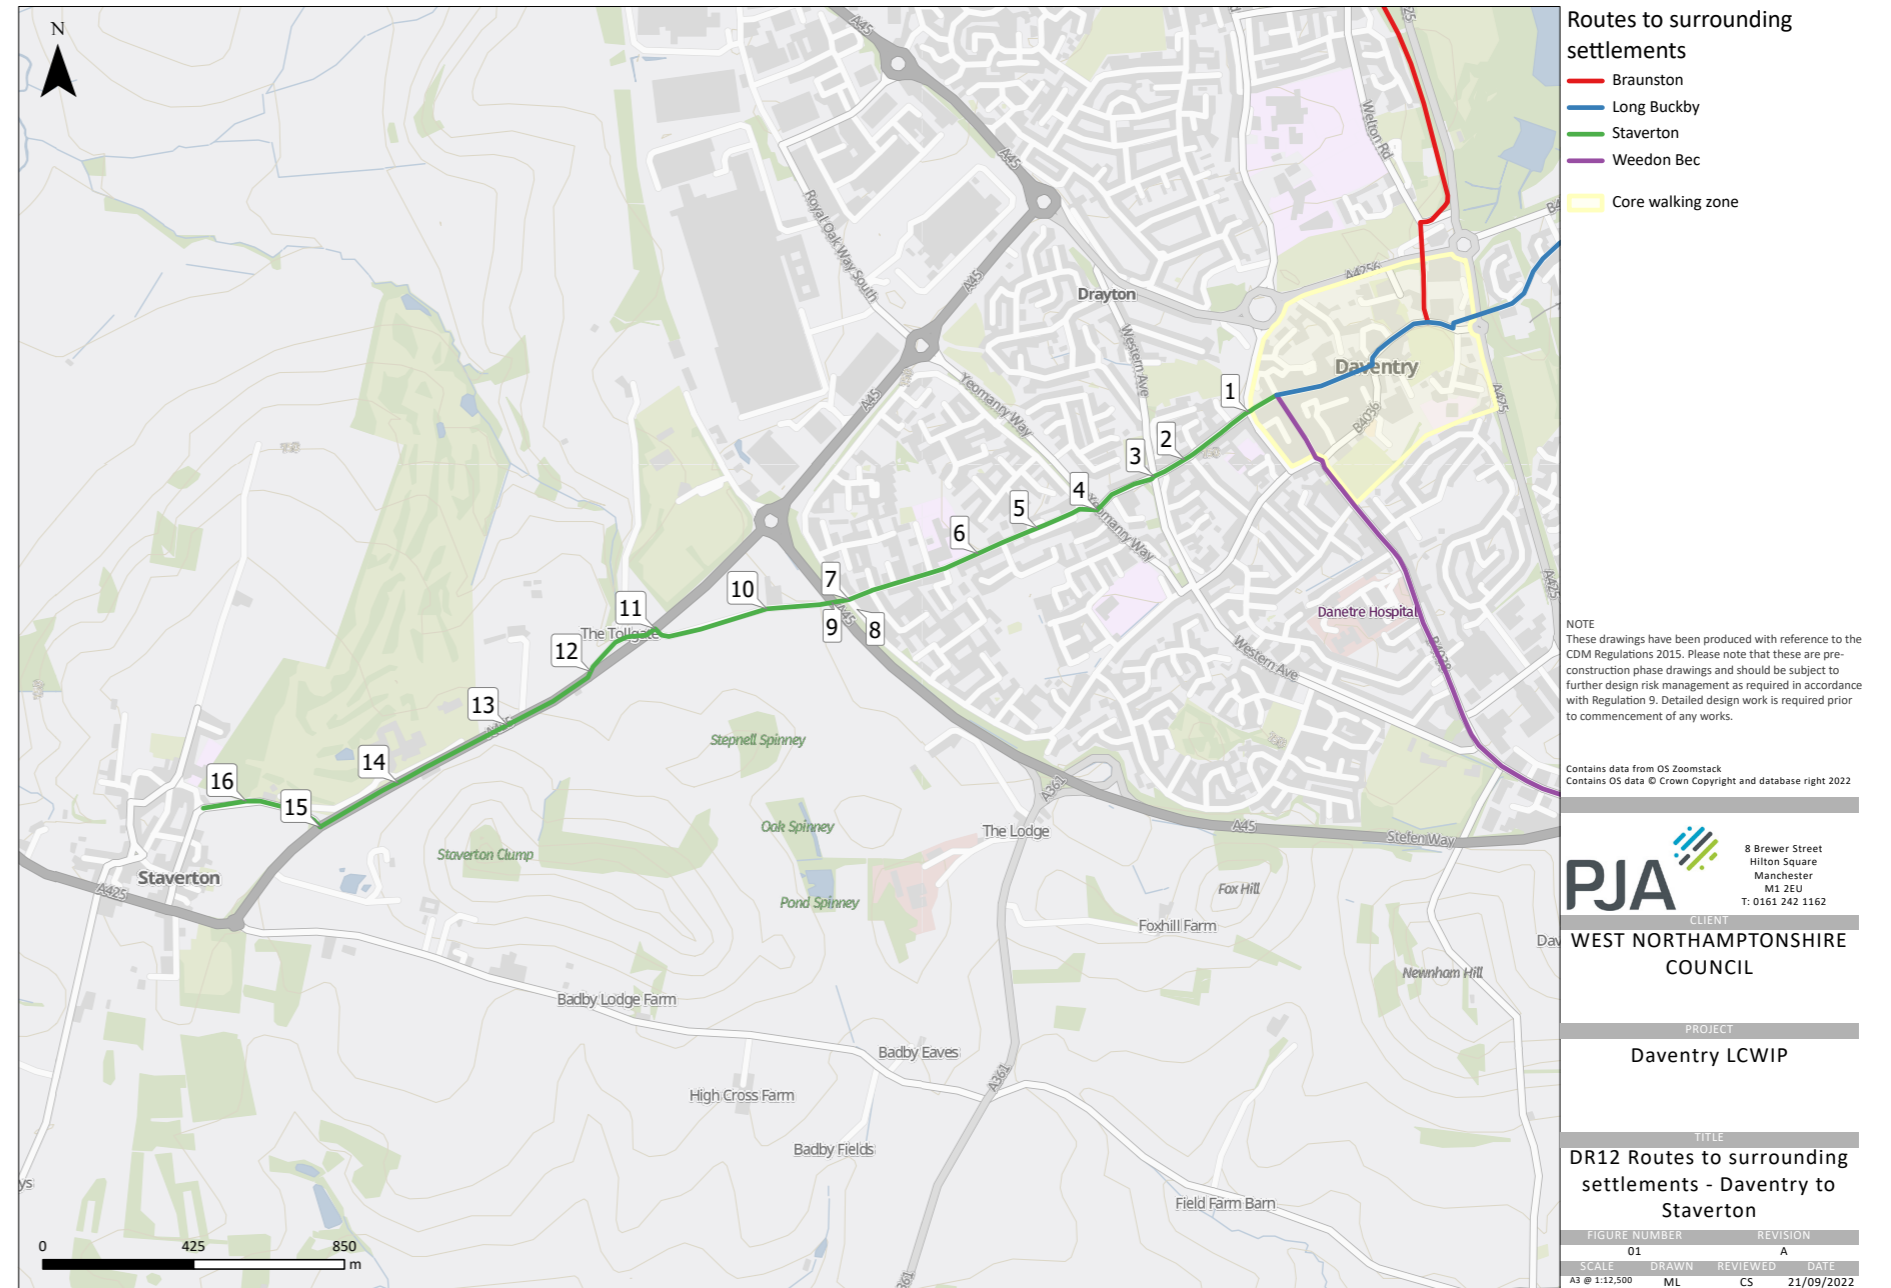 N
A45
25
Welton Rd
A45
Royal Oak Way South
B4
A4256
A45
Drayton
Western Ave
Daventry
A45
Yeomanry Way
1
A425
B4036
2
3
4
Yeomanry Way
5
6
A425
7
10
A45
9
8
Danetre Hospital
11
The Tollgate
12
Western Ave
13
Stepnell Spinney
14
A361
16
15
Oak Spinney
The Lodge
A45
Stefen Way
Staverton Clump
Staverton
A425
Pond Spinney
Fox Hill
Foxhill Farm
Dav
Newnham Hill
Badby Lodge Farm
Badby Eaves
A361
High Cross Farm
Badby Fields
ys
Field Farm Barn
0 425 850
m
361
Routes to surrounding
settlements
Braunston
Long Buckby
Staverton
Weedon Bec
Core walking zone
NOTE
These drawings have been produced with reference to the
CDM Regulations 2015. Please note that these are pre-
construction phase drawings and should be subject to
further design risk management as required in accordance
with Regulation 9. Detailed design work is required prior
to commencement of any works.
Contains data from OS Zoomstack
Contains OS data © Crown Copyright and database right 2022
PJA
8 Brewer Street
Hilton Square
Manchester
M1 2EU
T: 0161 242 1162
CLIENT
WEST NORTHAMPTONSHIRE
COUNCIL
PROJECT
Daventry LCWIP
TITLE
DR12 Routes to surrounding
settlements - Daventry to
Staverton
FIGURE NUMBER REVISION
01 A
SCALE DRAWN REVIEWED DATE
A3 @ 1:12,500 ML CS 21/09/2022